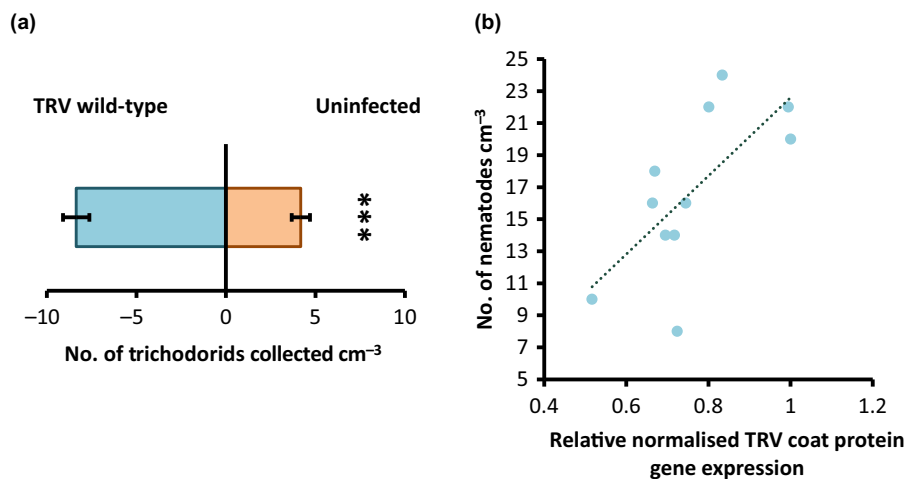 (a)
TRV wild-type
Uninfected
***
−10
−5
0
5
10
No. of trichodorids collected cm⁻³
(b)
No. of nematodes cm⁻³
25
23
21
19
17
15
13
11
9
7
5
0.4
0.6
0.8
1
1.2
Relative normalised TRV coat protein
gene expression